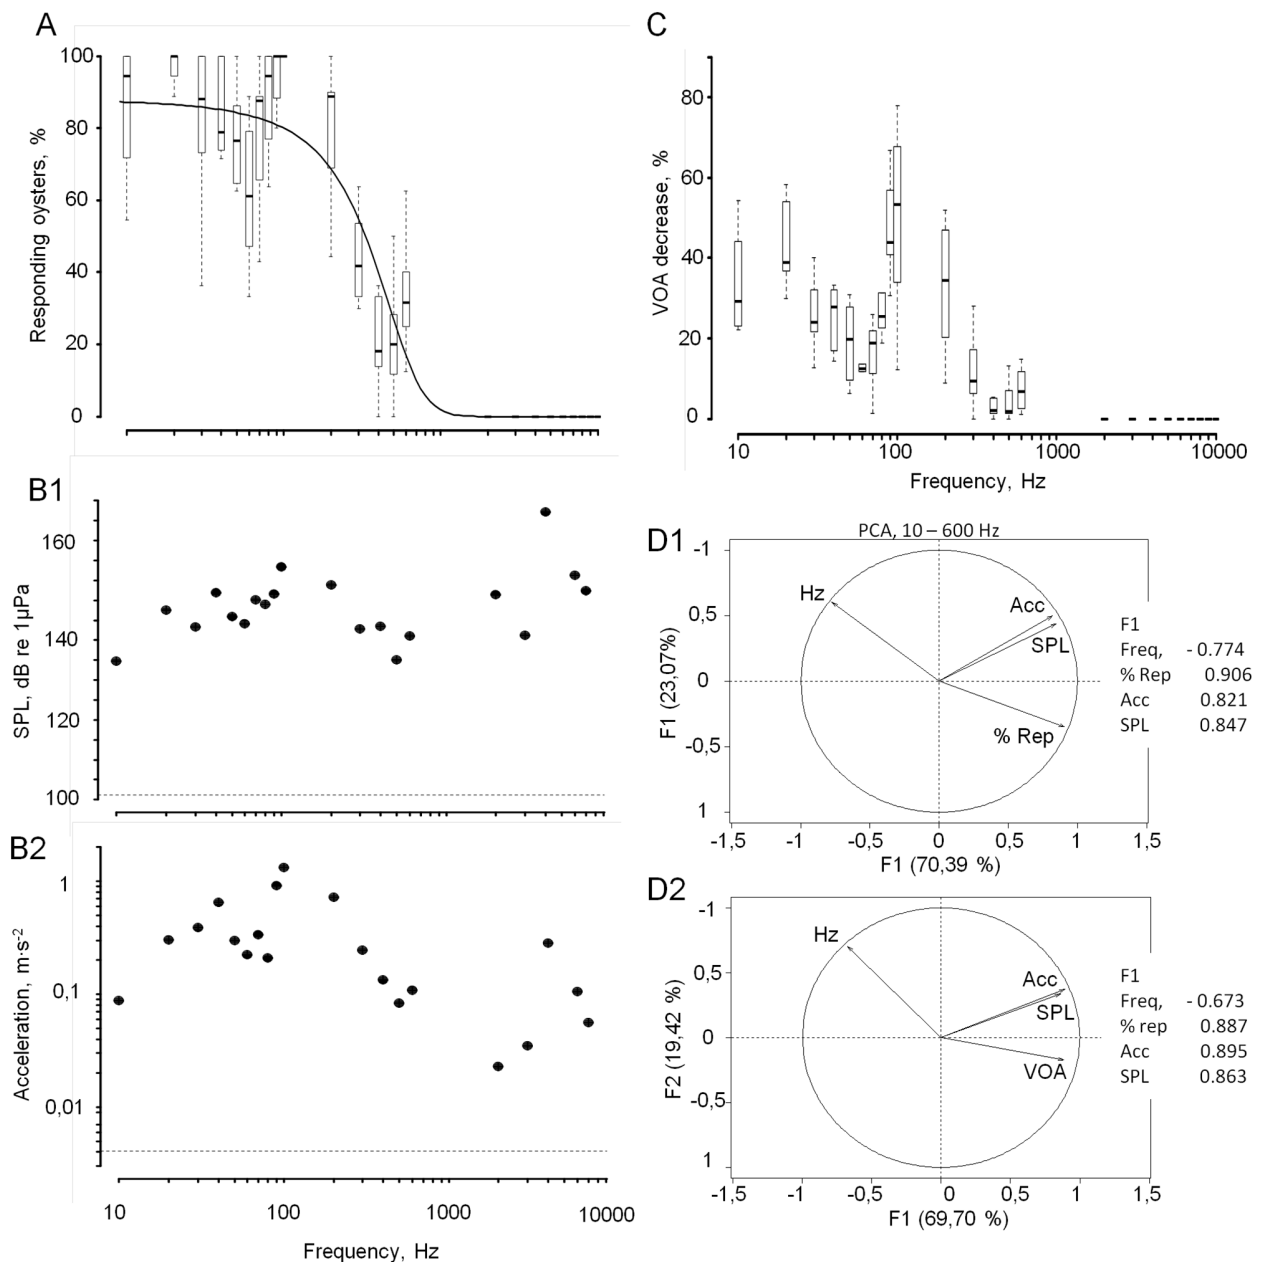 A
100
80
60
40
20
0
Responding oysters, %
B1
160
140
120
100
SPL, dB re 1µPa
B2
1
0,1
0,01
Acceleration, m·s-2
10 100 1000 10000
Frequency, Hz
C
80
60
40
20
0
VOA decrease, %
10 100 1000 10000
Frequency, Hz
D1
PCA, 10 – 600 Hz
-1
0,5
0
-0,5
1
F1 (23,07%)
Hz
Acc
SPL
% Rep
-1,5 -1 -0,5 0 0,5 1 1,5
F1 (70,39 %)
F1
Freq, - 0.774
% Rep 0.906
Acc 0.821
SPL 0.847
D2
-1
0,5
0
-0,5
1
F2 (19,42 %)
Hz
Acc
SPL
VOA
-1,5 -1 -0,5 0 0,5 1 1,5
F1 (69,70 %)
F1
Freq, - 0.673
% rep 0.887
Acc 0.895
SPL 0.863